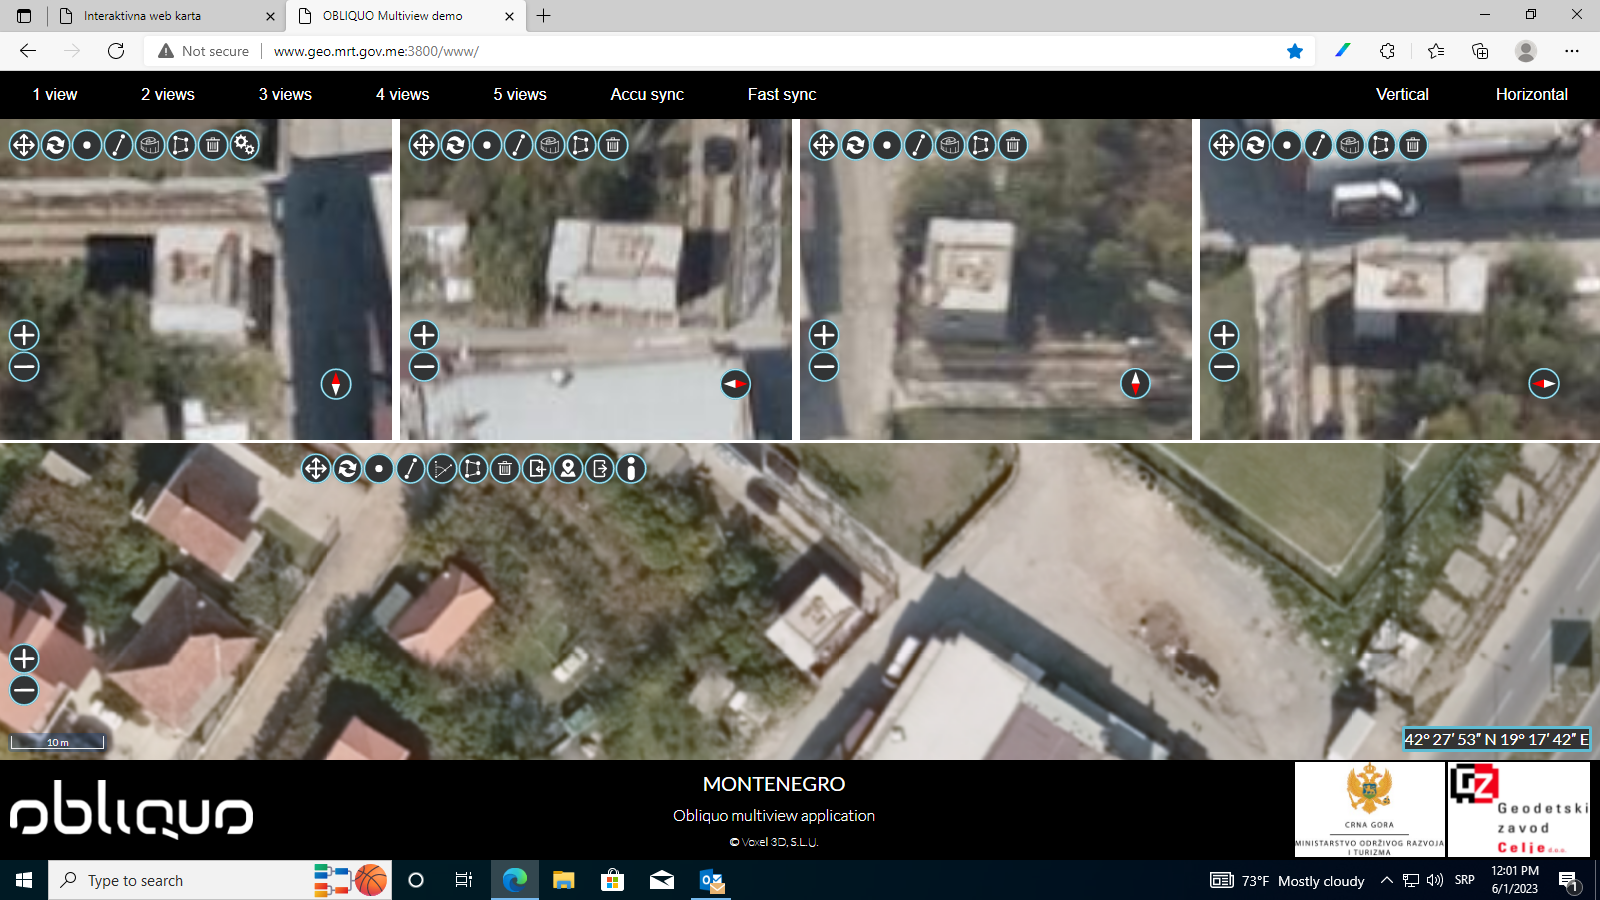 Interaktivna web karta
OBLIQUO Multiview demo
Not secure
www.geo.mrt.gov.me:3800/www/
1 view
2 views
3 views
4 views
5 views
Accu sync
Fast sync
Vertical
Horizontal
10 m
42° 27′ 53″ N 19° 17′ 42″ E
obliquo
MONTENEGRO
Obliquo multiview application
© Voxel 3D, S.L.U.
CRNA GORA
MINISTARSTVO ODRŽIVOG RAZVOJA
I TURIZMA
GZ
Geodetski
zavod
Celje d.o.o.
Type to search
73°F Mostly cloudy
SRP
12:01 PM
6/1/2023
1